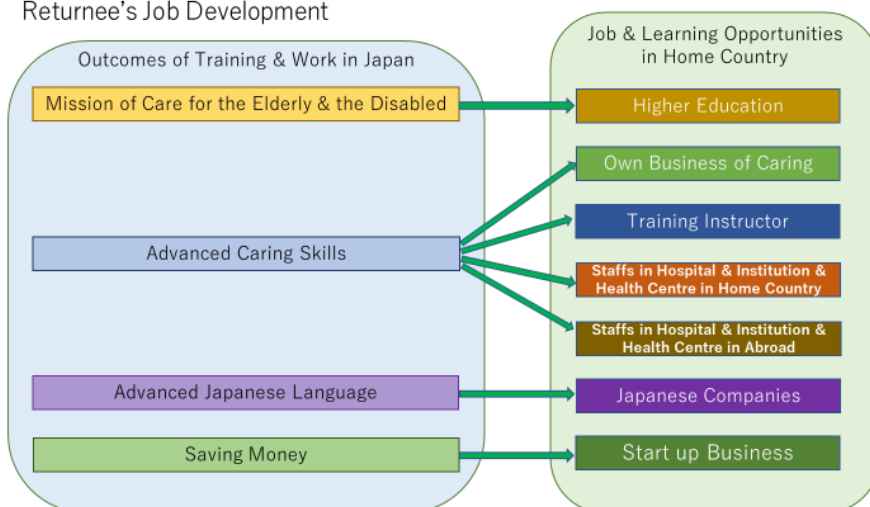 Returnee's Job Development
Outcomes of Training & Work in Japan
Mission of Care for the Elderly & the Disabled
Advanced Caring Skills
Advanced Japanese Language
Saving Money
Job & Learning Opportunities
in Home Country
Higher Education
Own Business of Caring
Training Instructor
Staffs in Hospital & Institution &
Health Centre in Home Country
Staffs in Hospital & Institution &
Health Centre in Abroad
Japanese Companies
Start up Business